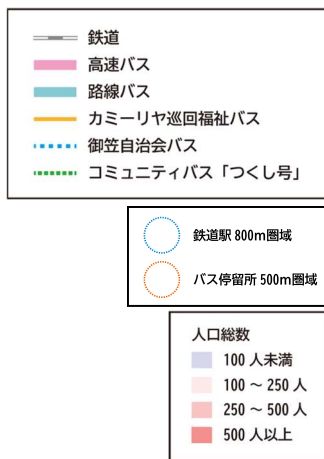 鉄道
高速バス
路線バス
カミーリヤ巡回福祉バス
御笠自治会バス
コミュニティバス「つくし号」
鉄道駅 800m圏域
バス停留所 500m圏域
人口総数
100 人未満
100 ～ 250 人
250 ～ 500 人
500 人以上